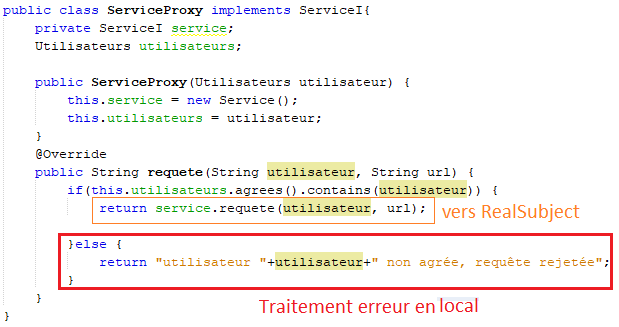 public class ServiceProxy implements ServiceI{
private ServiceI service;
Utilisateurs utilisateurs;
public ServiceProxy(Utilisateurs utilisateur) {
this.service = new Service();
this.utilisateurs = utilisateur;
}
@Override
public String requete(String utilisateur, String url) {
if(this.utilisateurs.agrees().contains(utilisateur)) {
return service.requete(utilisateur, url); vers RealSubject
}else {
return "utilisateur "+utilisateur+" non agrée, requête rejetée";
}
}
Traitement erreur en local
}